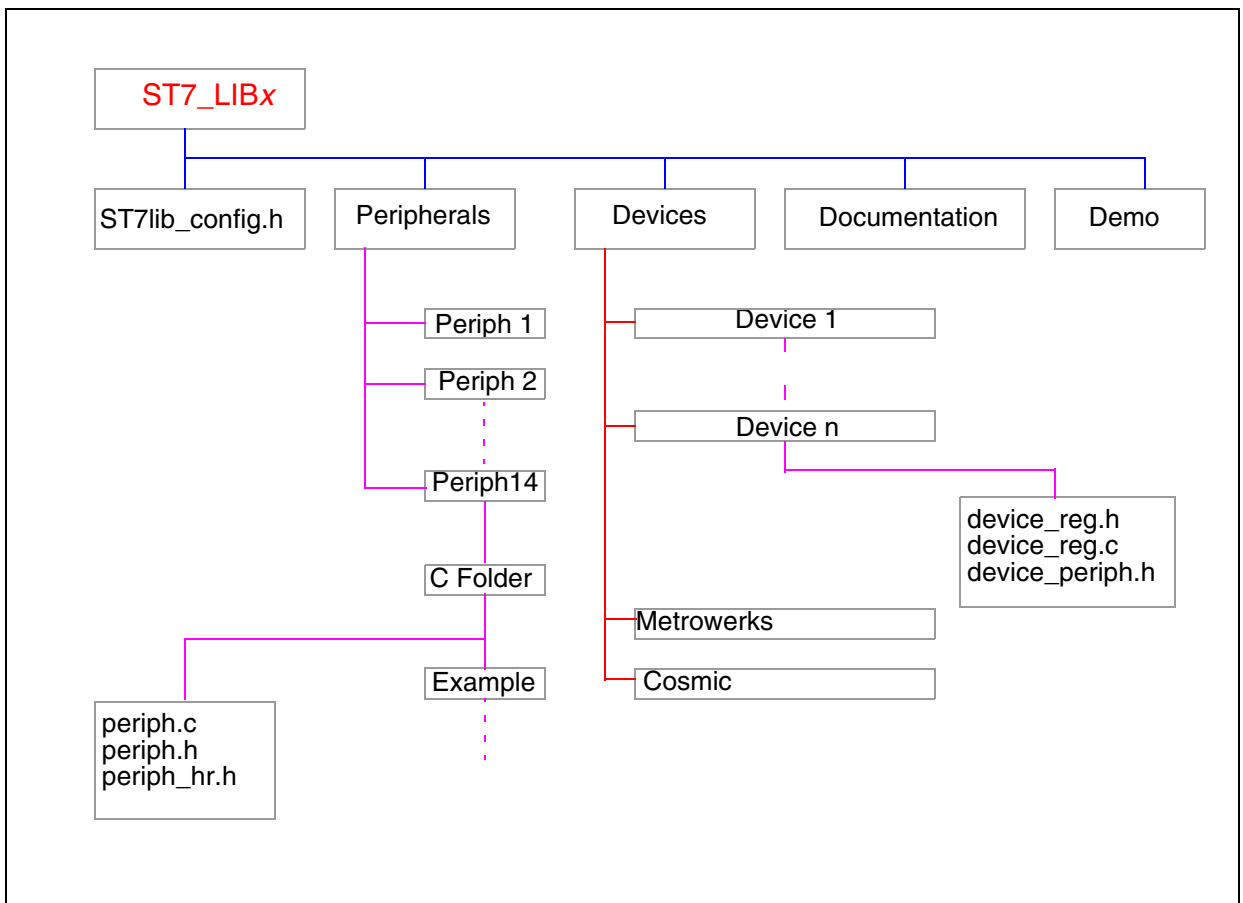 ST7_LIBx
ST7lib_config.h
Peripherals
Devices
Documentation
Demo
Periph 1
Periph 2
Periph14
C Folder
Example
periph.c
periph.h
periph_hr.h
Device 1
Device n
device_reg.h
device_reg.c
device_periph.h
Metrowerks
Cosmic